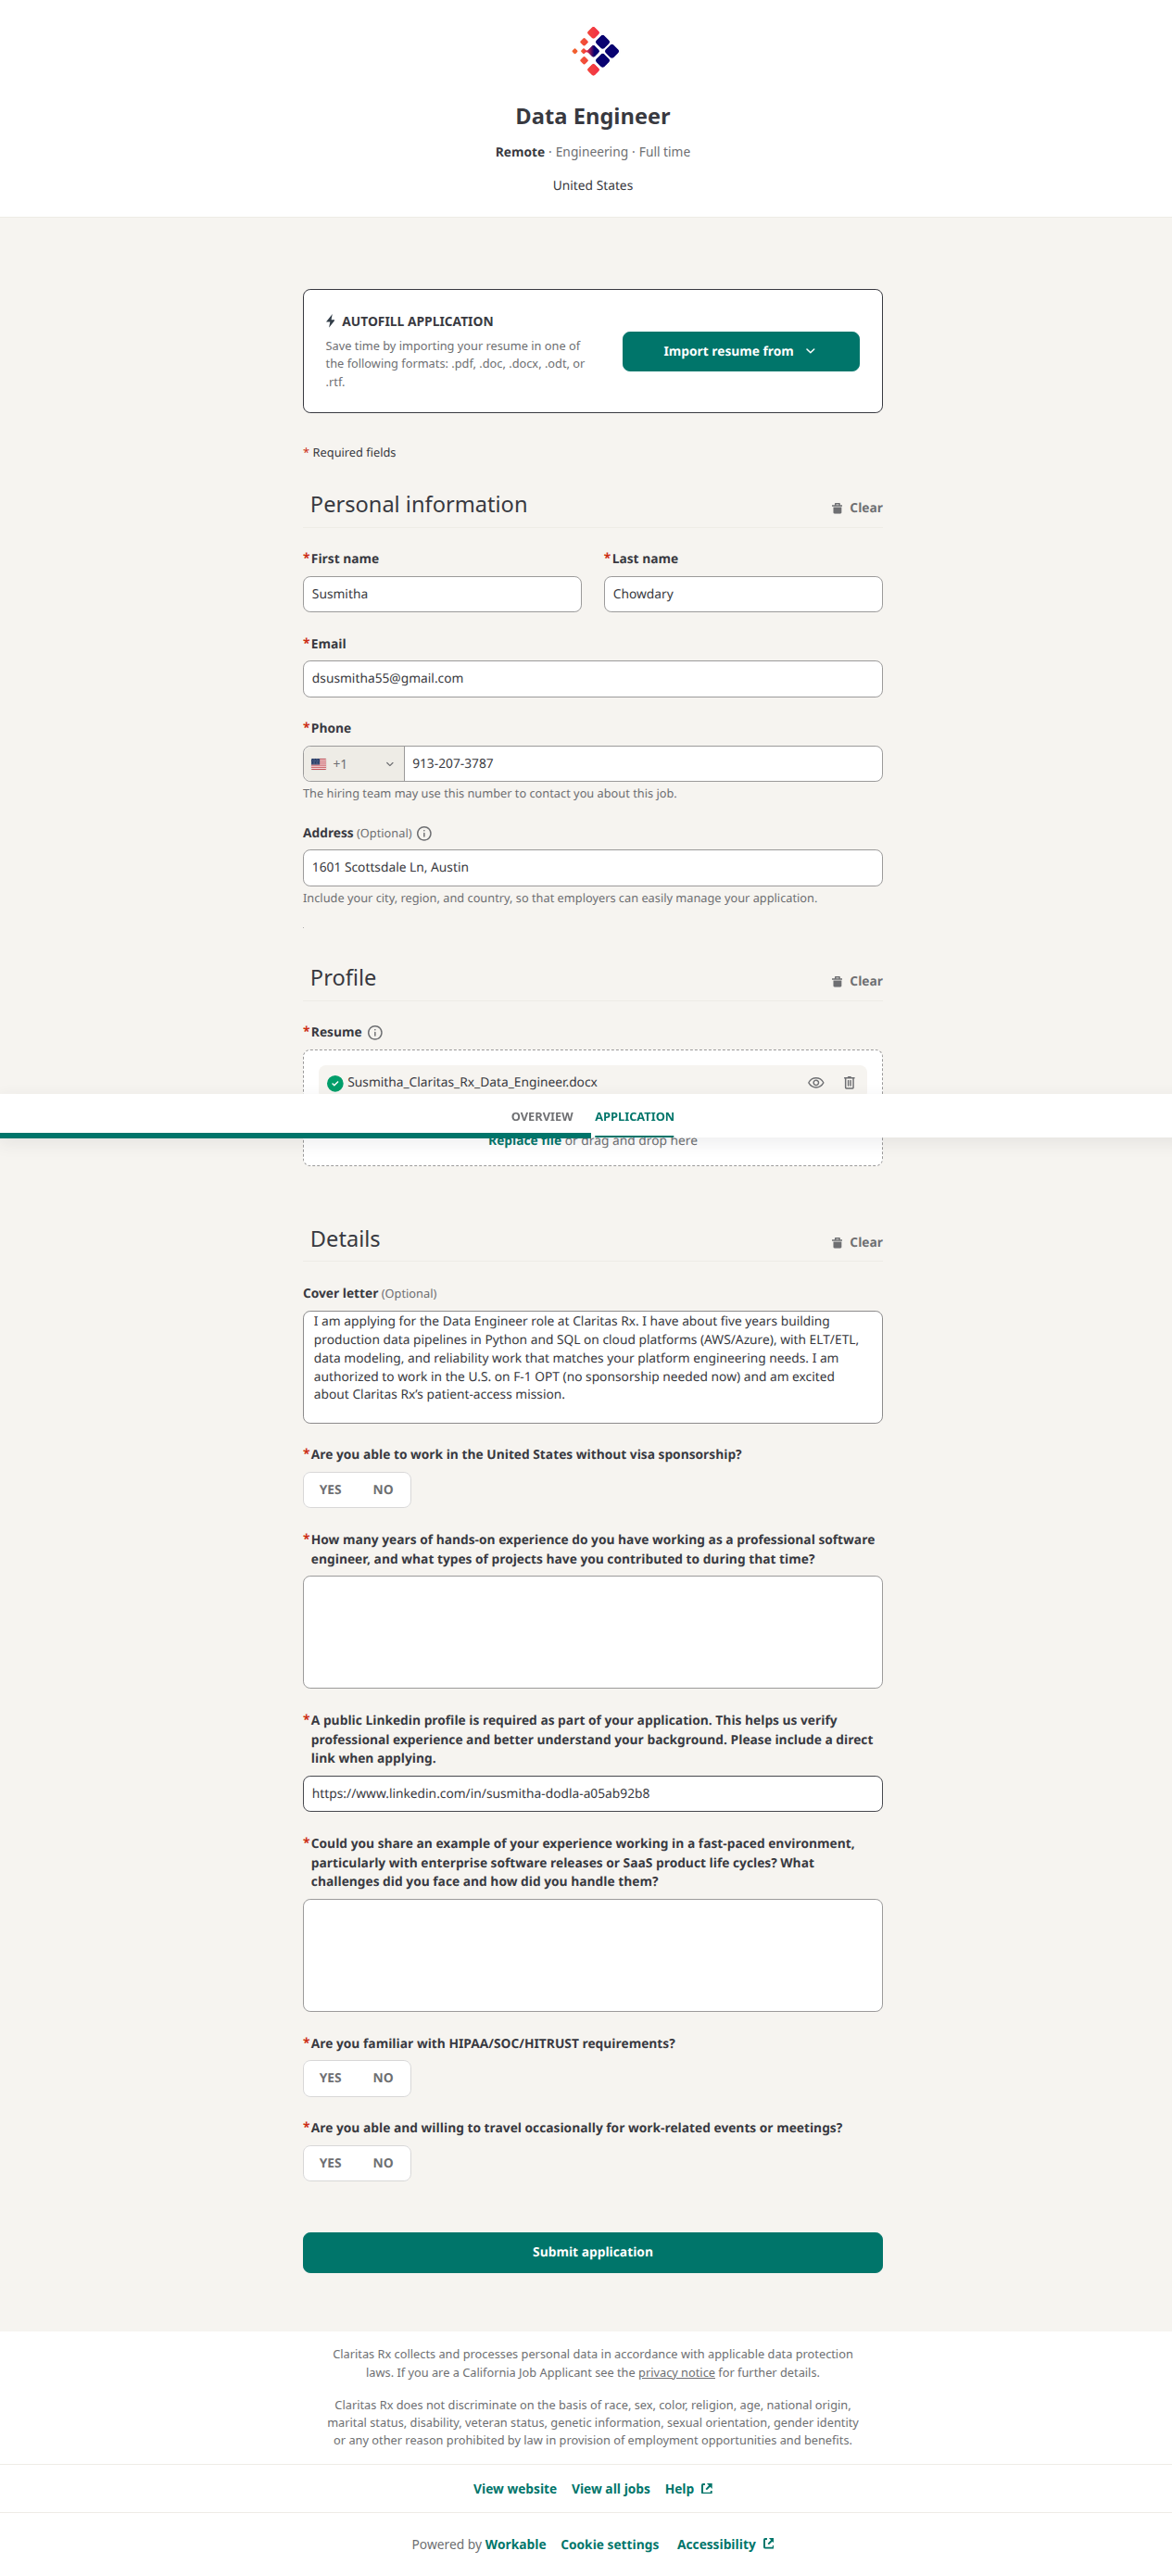 Data Engineer
Remote · Engineering · Full time
United States
AUTOFILL APPLICATION
Save time by importing your resume in one of
the following formats: .pdf, .doc, .docx, .odt, or
.rtf.
Import resume from
* Required fields
Personal information
Clear
*First name
*Last name
Susmitha
Chowdary
*Email
dsusmitha55@gmail.com
*Phone
+1
913-207-3787
The hiring team may use this number to contact you about this job.
Address (Optional)
1601 Scottsdale Ln, Austin
Include your city, region, and country, so that employers can easily manage your application.
Profile
Clear
*Resume
Susmitha_Claritas_Rx_Data_Engineer.docx
OVERVIEW
APPLICATION
Replace file or drag and drop here
Details
Clear
Cover letter (Optional)
I am applying for the Data Engineer role at Claritas Rx. I have about five years building
production data pipelines in Python and SQL on cloud platforms (AWS/Azure), with ELT/ETL,
data modeling, and reliability work that matches your platform engineering needs. I am
authorized to work in the U.S. on F-1 OPT (no sponsorship needed now) and am excited
about Claritas Rx's patient-access mission.
*Are you able to work in the United States without visa sponsorship?
YES NO
*How many years of hands-on experience do you have working as a professional software
engineer, and what types of projects have you contributed to during that time?
*A public Linkedin profile is required as part of your application. This helps us verify
professional experience and better understand your background. Please include a direct
link when applying.
https://www.linkedin.com/in/susmitha-dodla-a05ab92b8
*Could you share an example of your experience working in a fast-paced environment,
particularly with enterprise software releases or SaaS product life cycles? What
challenges did you face and how did you handle them?
*Are you familiar with HIPAA/SOC/HITRUST requirements?
YES NO
*Are you able and willing to travel occasionally for work-related events or meetings?
YES NO
Submit application
Claritas Rx collects and processes personal data in accordance with applicable data protection
laws. If you are a California Job Applicant see the privacy notice for further details.
Claritas Rx does not discriminate on the basis of race, sex, color, religion, age, national origin,
marital status, disability, veteran status, genetic information, sexual orientation, gender identity
or any other reason prohibited by law in provision of employment opportunities and benefits.
View website View all jobs Help
Powered by Workable Cookie settings Accessibility